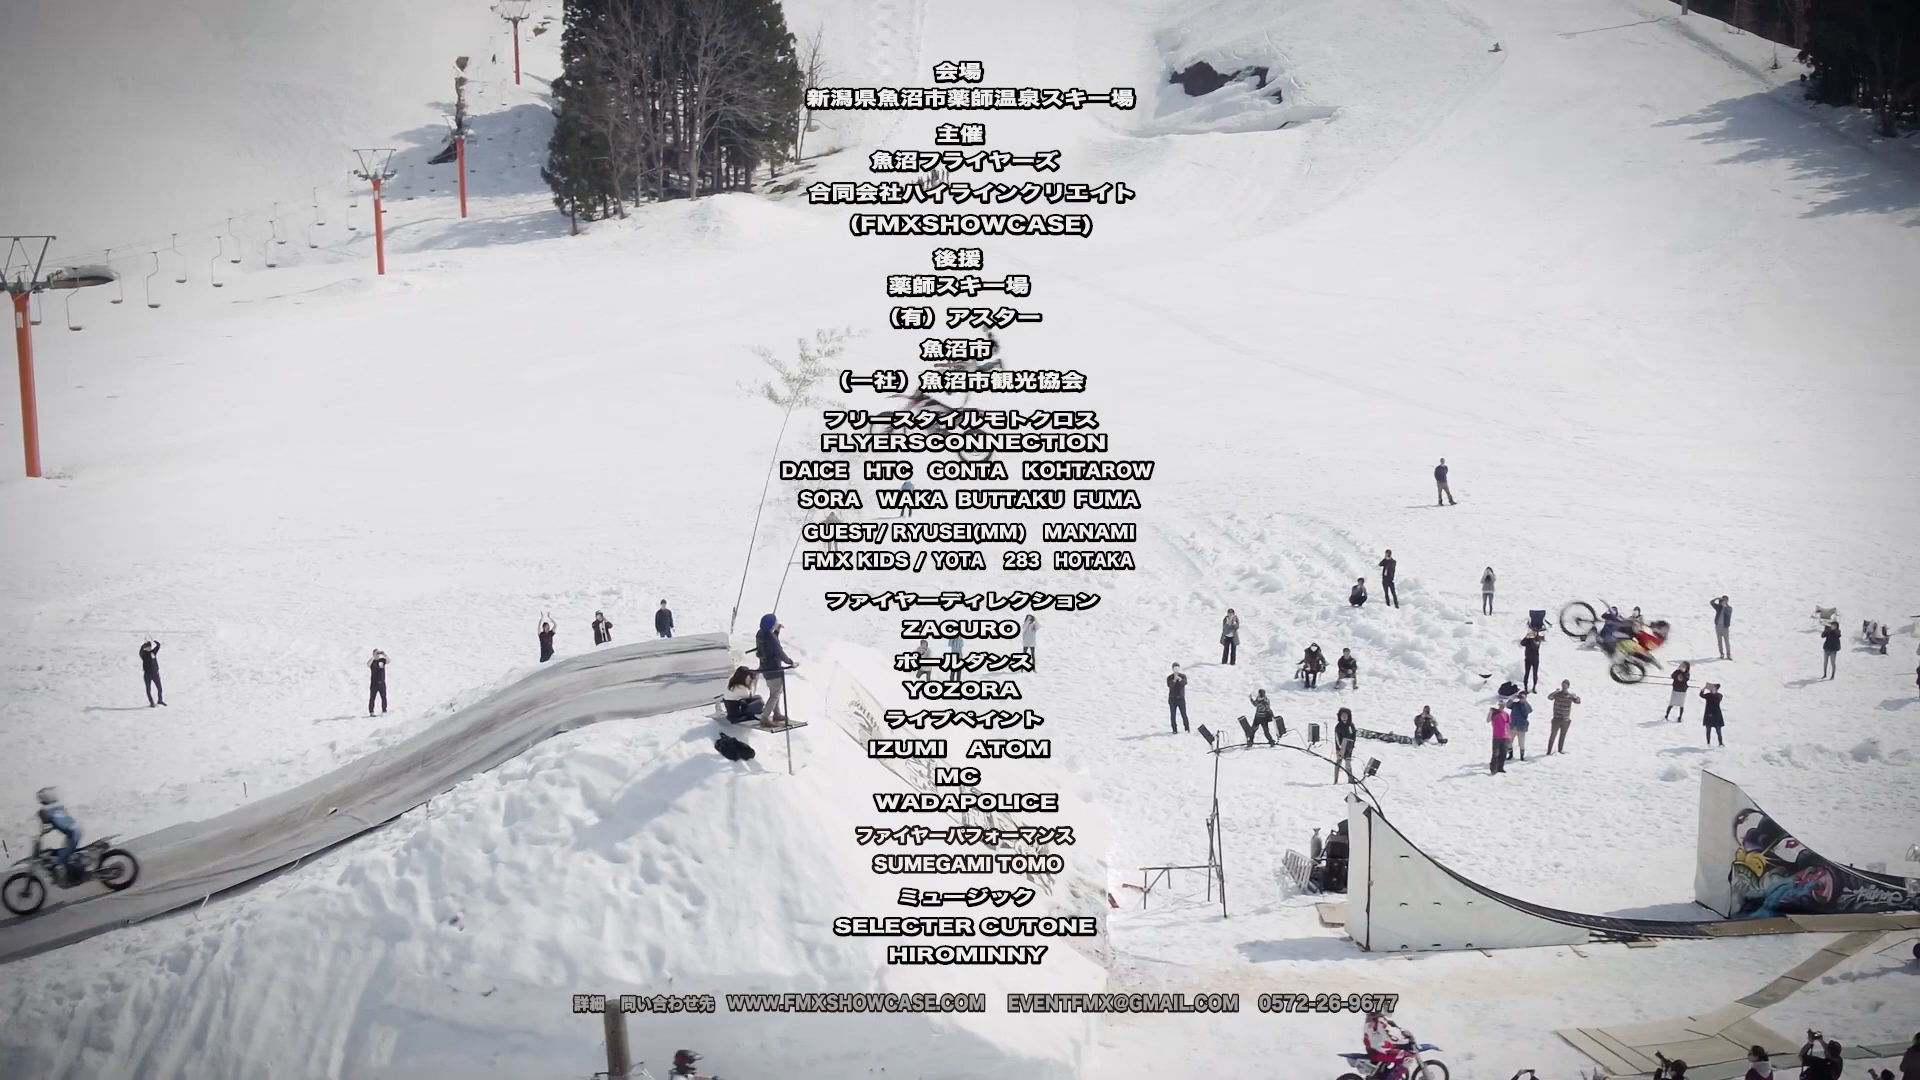 会場
新潟県魚沼市薬師温泉スキー場
主催
魚沼フライヤーズ
合同会社ハイラインクリエイト
(FMXSHOWCASE)
後援
薬師スキー場
（有）アスター
魚沼市
（一社）魚沼市観光協会
フリースタイルモトクロス
FLYERSCONNECTION
DAICE HTC GONTA KOHTAROW
SORA WAKA BUTTAKU FUMA
GUEST/ RYUSEI(MM) MANAMI
FMX KIDS / YOTA 283 HOTAKA
ファイヤーディレクション
ZACURO
ポールダンス
YOZORA
ライブペイント
IZUMI ATOM
MC
WADAPOLICE
ファイヤーパフォーマンス
SUMEGAMI TOMO
ミュージック
SELECTER CUTONE
HIROMINNY
詳細 問い合わせ先 WWW.FMXSHOWCASE.COM EVENTFMX@GMAIL.COM 0572-26-9677